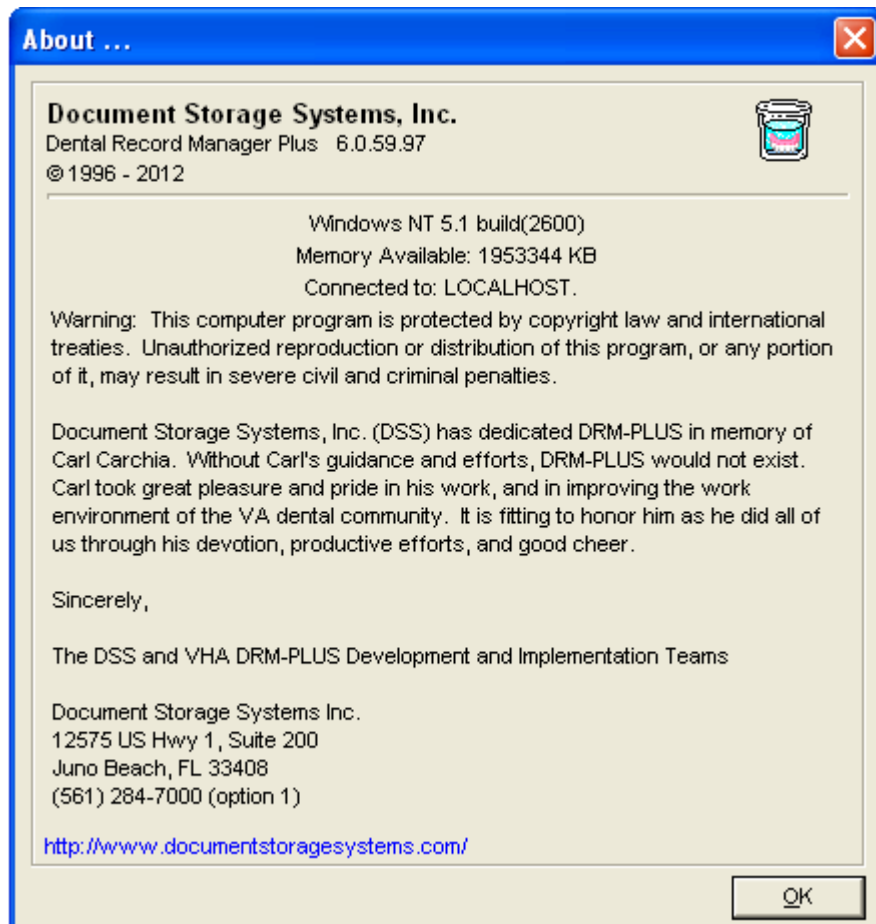 About ...
Document Storage Systems, Inc.
Dental Record Manager Plus   6.0.59.97
© 1996 - 2012
Windows NT 5.1 build(2600)
Memory Available: 1953344 KB
Connected to: LOCALHOST.
Warning:  This computer program is protected by copyright law and international
treaties.  Unauthorized reproduction or distribution of this program, or any portion
of it, may result in severe civil and criminal penalties.
Document Storage Systems, Inc. (DSS) has dedicated DRM-PLUS in memory of
Carl Carchia.  Without Carl's guidance and efforts, DRM-PLUS would not exist.
Carl took great pleasure and pride in his work, and in improving the work
environment of the VA dental community.  It is fitting to honor him as he did all of
us through his devotion, productive efforts, and good cheer.
Sincerely,
The DSS and VHA DRM-PLUS Development and Implementation Teams
Document Storage Systems Inc.
12575 US Hwy 1, Suite 200
Juno Beach, FL 33408
(561) 284-7000 (option 1)
http://www.documentstoragesystems.com/
OK